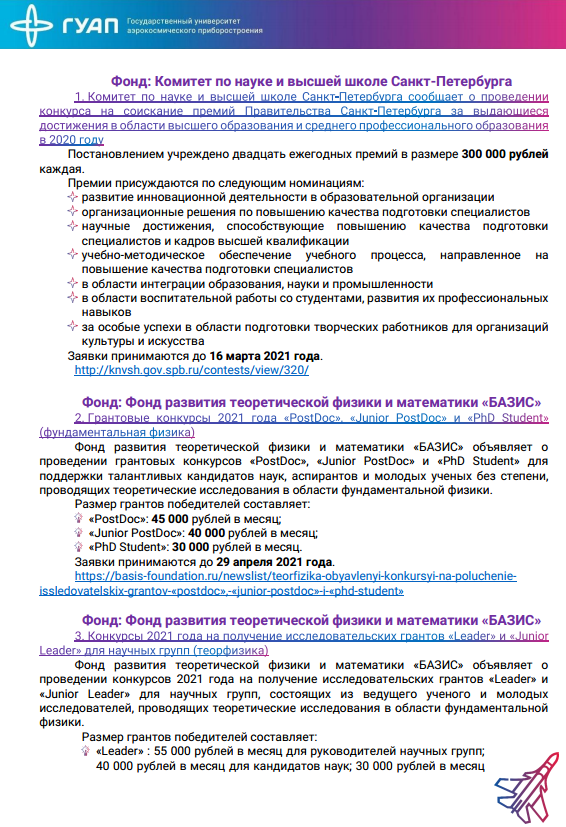 ГУАП
Государственный университет
аэрокосмического приборостроения
Фонд: Комитет по науке и высшей школе Санкт-Петербурга
1. Комитет по науке и высшей школе Санкт-Петербурга сообщает о проведении
конкурса на соискание премий Правительства Санкт-Петербурга за выдающиеся
достижения в области высшего образования и среднего профессионального образования
в 2020 году
Постановлением учреждено двадцать ежегодных премий в размере 300 000 рублей
каждая.
Премии присуждаются по следующим номинациям:
развитие инновационной деятельности в образовательной организации
организационные решения по повышению качества подготовки специалистов
научные достижения, способствующие повышению качества подготовки
специалистов и кадров высшей квалификации
учебно-методическое обеспечение учебного процесса, направленное на
повышение качества подготовки специалистов
в области интеграции образования, науки и промышленности
в области воспитательной работы со студентами, развития их профессиональных
навыков
за особые успехи в области подготовки творческих работников для организаций
культуры и искусства
Заявки принимаются до 16 марта 2021 года.
http://knvsh.gov.spb.ru/contests/view/320/
Фонд: Фонд развития теоретической физики и математики «БАЗИС»
2. Грантовые конкурсы 2021 года «PostDoc», «Junior PostDoc» и «PhD Student»
(фундаментальная физика)
Фонд развития теоретической физики и математики «БАЗИС» объявляет о
проведении грантовых конкурсов «PostDoc», «Junior PostDoc» и «PhD Student» для
поддержки талантливых кандидатов наук, аспирантов и молодых ученых без степени,
проводящих теоретические исследования в области фундаментальной физики.
Размер грантов победителей составляет:
«PostDoc»: 45 000 рублей в месяц;
«Junior PostDoc»: 40 000 рублей в месяц;
«PhD Student»: 30 000 рублей в месяц.
Заявки принимаются до 29 апреля 2021 года.
https://basis-foundation.ru/newslist/teorfizika-obyavlenyi-konkursyi-na-poluchenie-
issledovatelskix-grantov-«postdoc»,-«junior-postdoc»-i-«phd-student»
Фонд: Фонд развития теоретической физики и математики «БАЗИС»
3. Конкурсы 2021 года на получение исследовательских грантов «Leader» и «Junior
Leader» для научных групп (теорфизика)
Фонд развития теоретической физики и математики «БАЗИС» объявляет о
проведении конкурсов 2021 года на получение исследовательских грантов «Leader» и
«Junior Leader» для научных групп, состоящих из ведущего ученого и молодых
исследователей, проводящих теоретические исследования в области фундаментальной
физики.
Размер грантов победителей составляет:
«Leader» : 55 000 рублей в месяц для руководителей научных групп;
40 000 рублей в месяц для кандидатов наук; 30 000 рублей в месяц